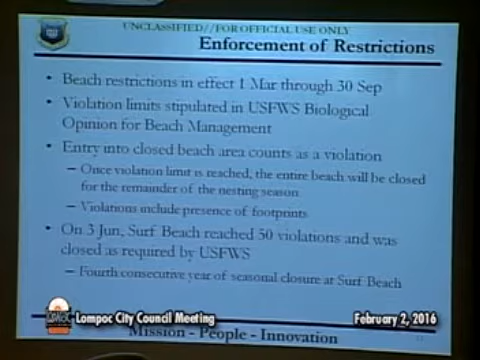 UNCLASSIFIED//FOR OFFICIAL USE ONLY
Enforcement of Restrictions
• Beach restrictions in effect 1 Mar through 30 Sep
• Violation limits stipulated in USFWS Biological
Opinion for Beach Management
• Entry into closed beach area counts as a violation
– Once violation limit is reached, the entire beach will be closed
for the remainder of the nesting season
– Violations include presence of footprints
• On 3 Jun, Surf Beach reached 50 violations and was
closed as required by USFWS
– Fourth consecutive year of seasonal closure at Surf Beach
Lompoc City Council Meeting
February 2, 2016
Mission - People - Innovation